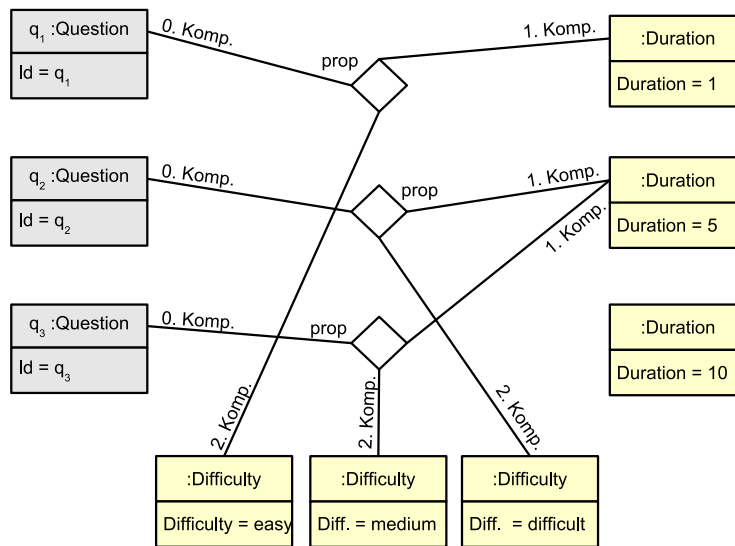 q1 :Question
Id = q1
0. Komp.
prop
1. Komp.
:Duration
Duration = 1
q2 :Question
Id = q2
0. Komp.
prop
1. Komp.
:Duration
Duration = 5
1. Komp.
q3 :Question
Id = q3
0. Komp.
prop
:Duration
Duration = 10
2. Komp.
2. Komp.
2. Komp.
:Difficulty
Difficulty = easy
:Difficulty
Diff. = medium
:Difficulty
Diff. = difficult